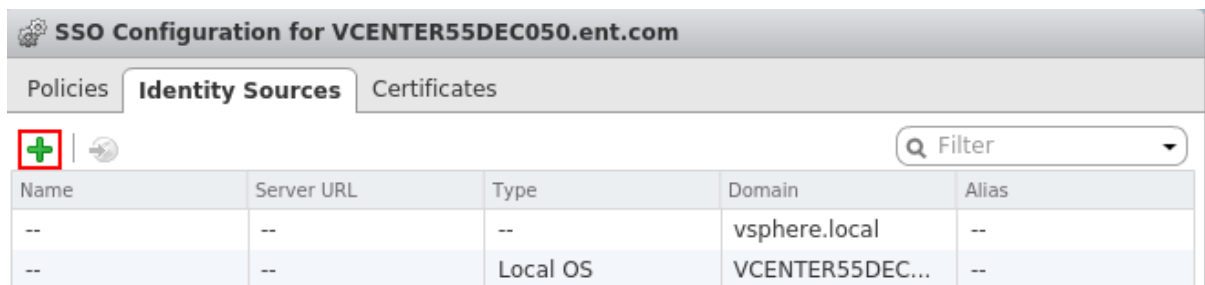 SSO Configuration for VCENTER55DEC050.ent.com
Policies Identity Sources Certificates
Filter
Name Server URL Type Domain Alias
-- -- -- vsphere.local --
-- -- Local OS VCENTER55DEC... --